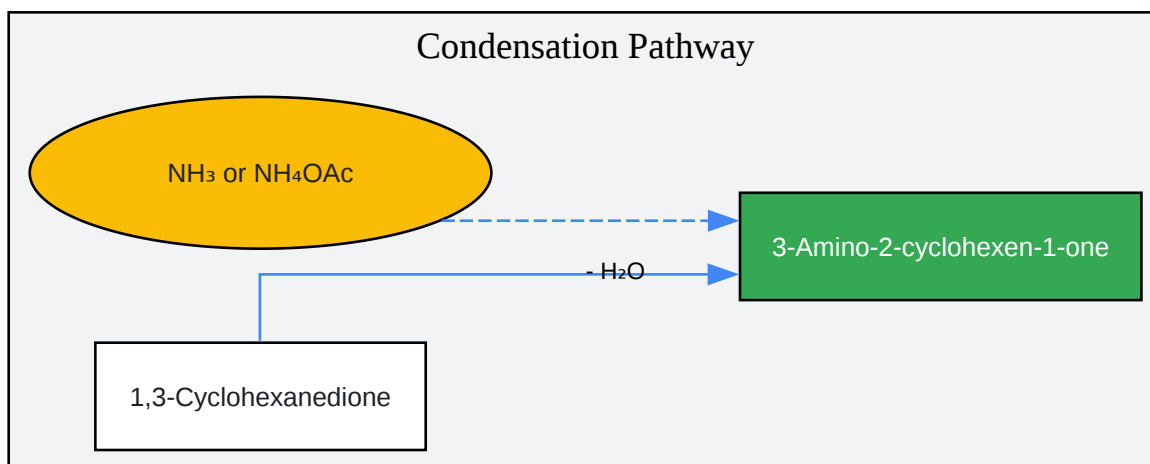 Condensation Pathway
NH₃ or NH₄OAc
3-Amino-2-cyclohexen-1-one
- H₂O
1,3-Cyclohexanedione